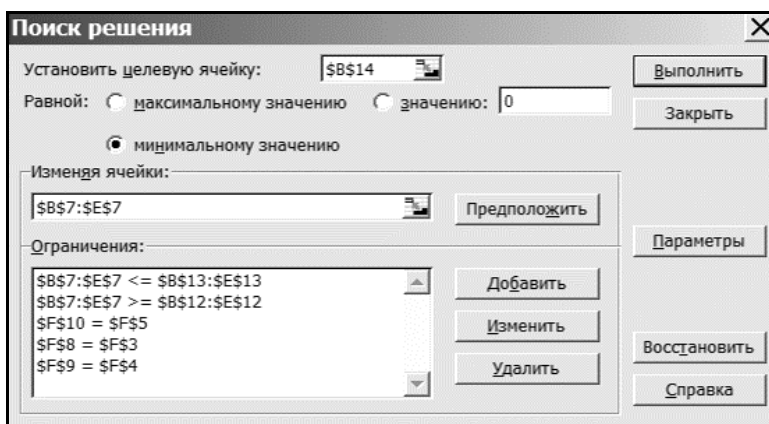 Поиск решения
Установить целевую ячейку: $B$14
Выполнить
Равной: максимальному значению значению: 0
Закрыть
минимальному значению
Изменяя ячейки:
$B$7:$E$7
Предположить
Параметры
Ограничения:
$B$7:$E$7 <= $B$13:$E$13
$B$7:$E$7 >= $B$12:$E$12
$F$10 = $F$5
$F$8 = $F$3
$F$9 = $F$4
Добавить
Изменить
Удалить
Восстановить
Справка